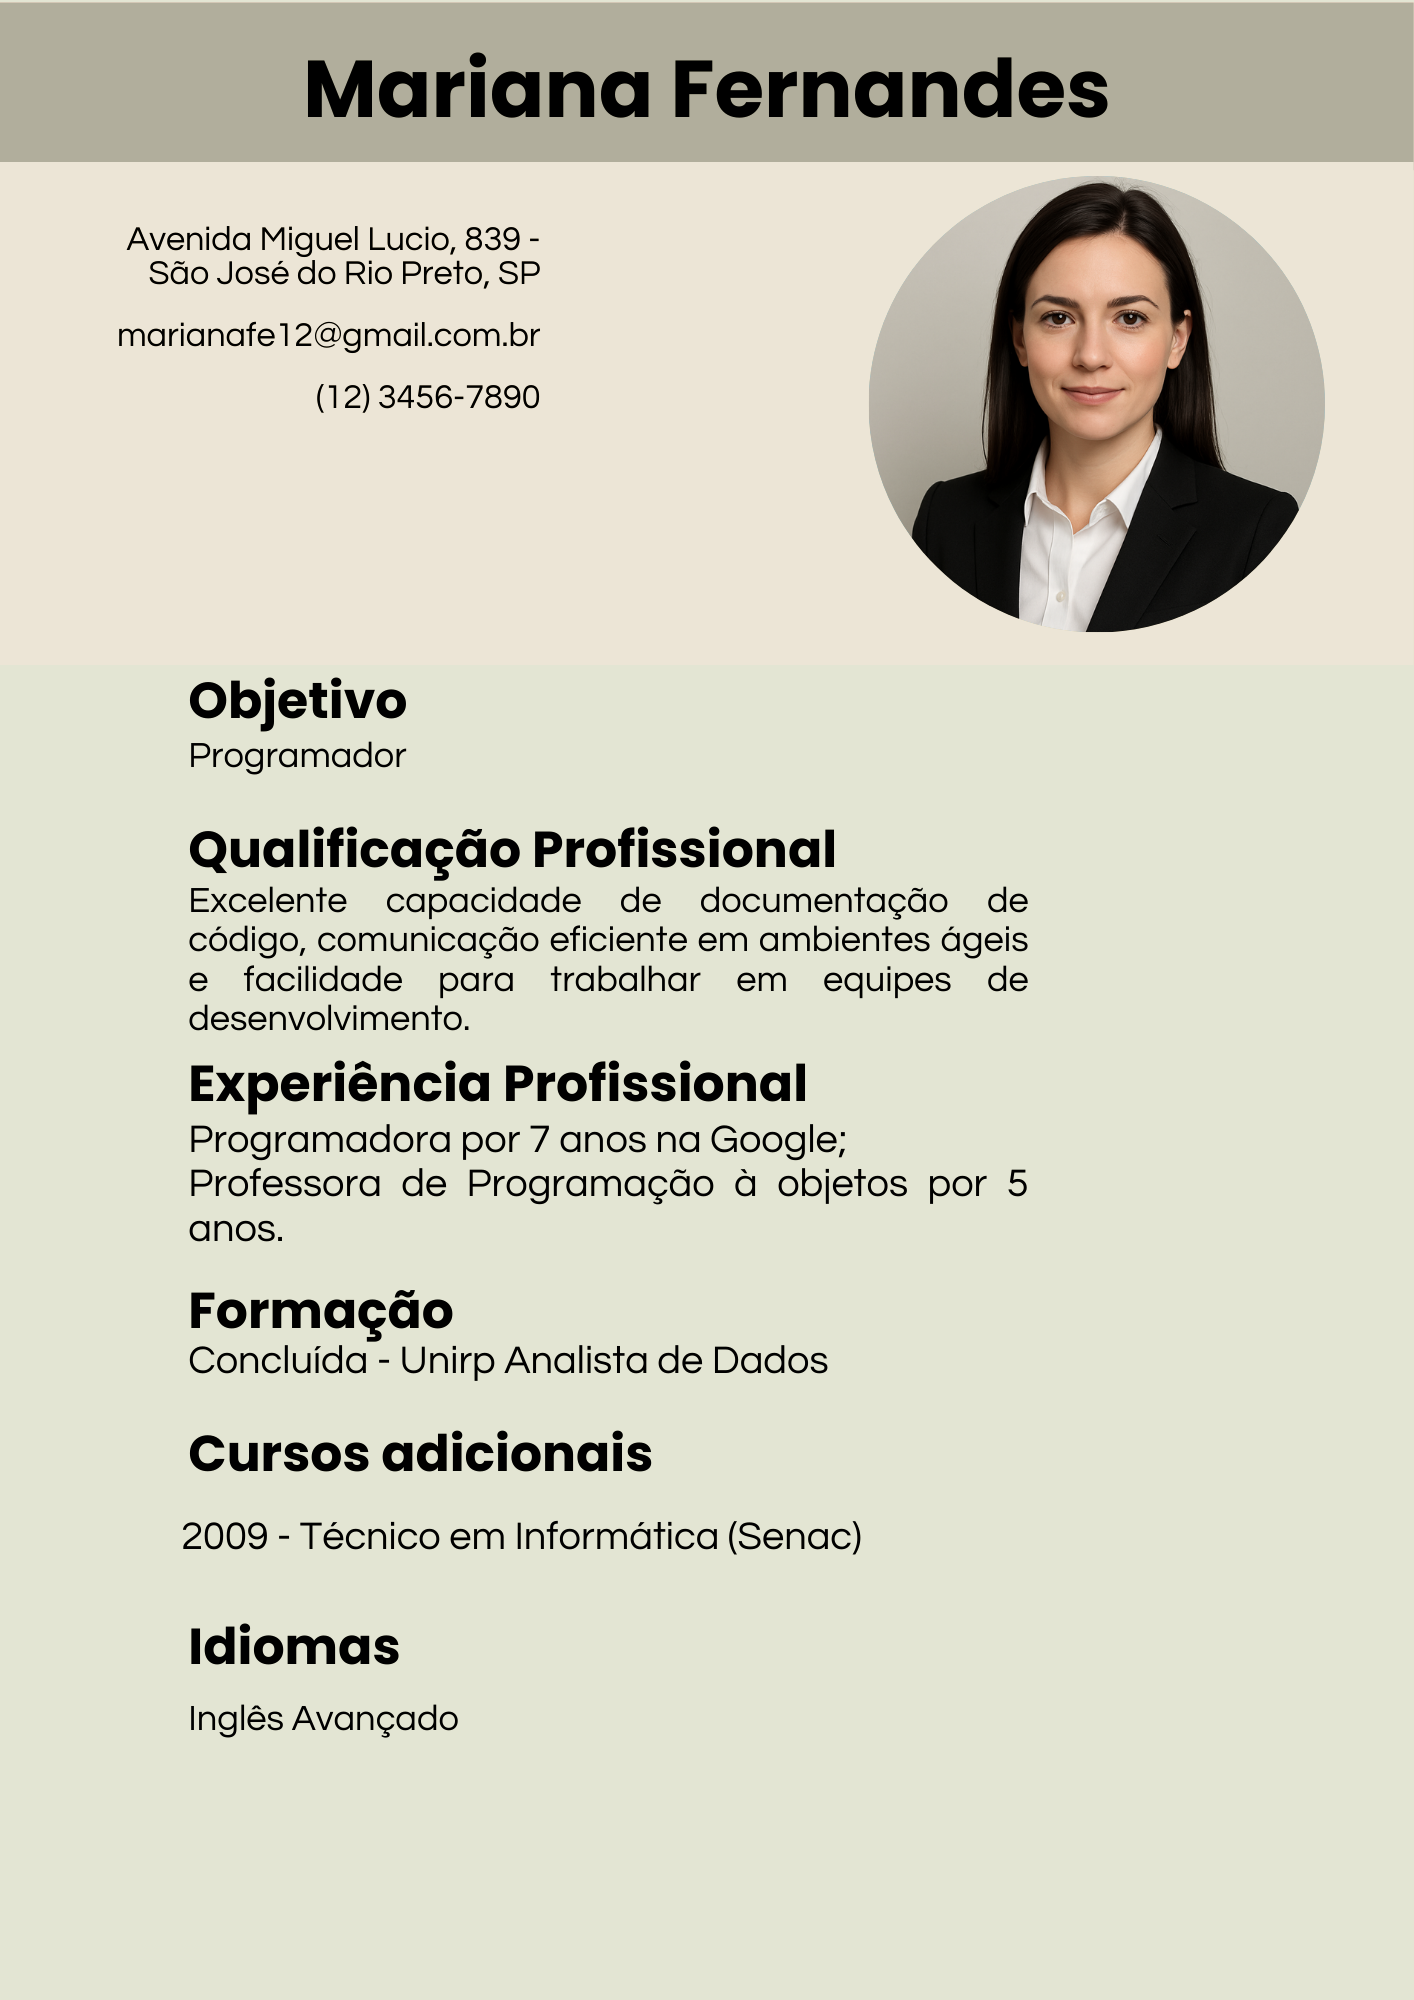 Mariana Fernandes
Avenida Miguel Lucio, 839 -
São José do Rio Preto, SP
marianafe12@gmail.com.br
(12) 3456-7890
Objetivo
Programador
Qualificação Profissional
Excelente capacidade de documentação de
código, comunicação eficiente em ambientes ágeis
e facilidade para trabalhar em equipes de
desenvolvimento.
Experiência Profissional
Programadora por 7 anos na Google;
Professora de Programação à objetos por 5
anos.
Formação
Concluída - Unirp Analista de Dados
Cursos adicionais
2009 - Técnico em Informática (Senac)
Idiomas
Inglês Avançado